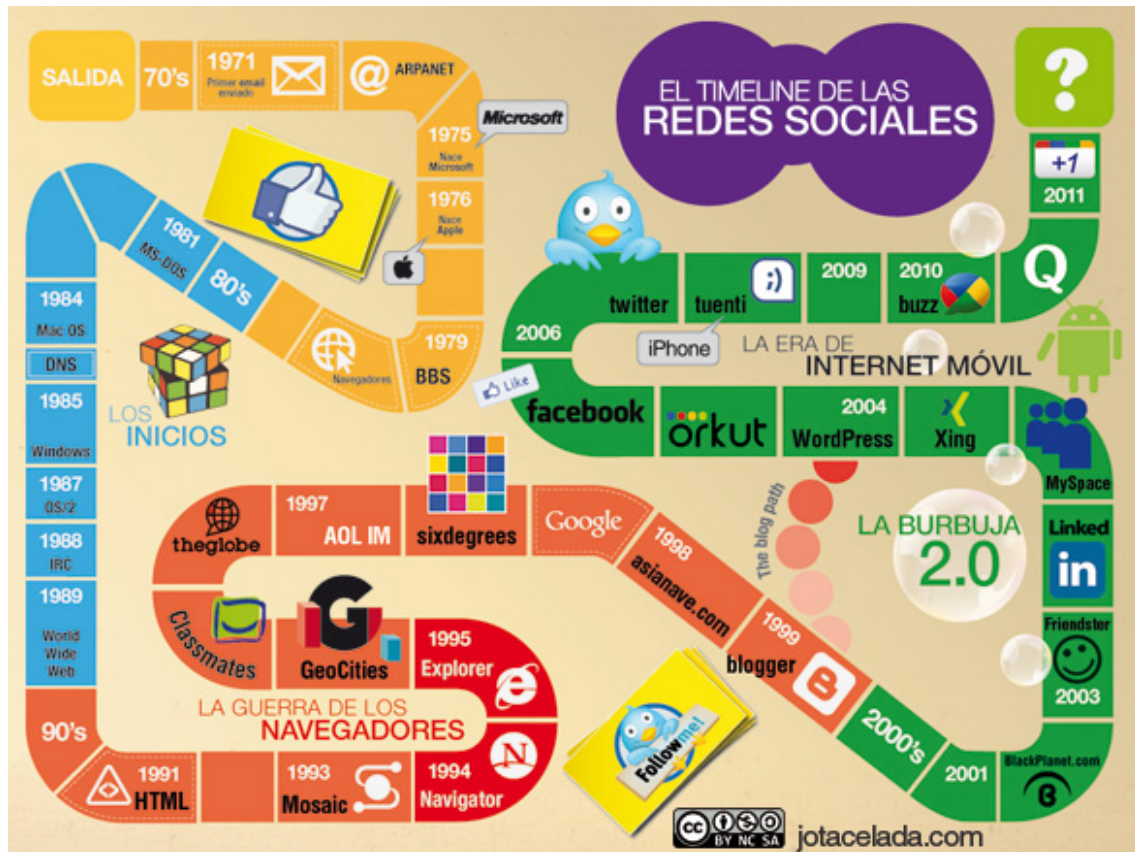 SALIDA
70's
1971
Primer email
enviado
@
ARPANET
Microsoft
1975
Nace
Microsoft
1976
Nace
Apple
1979
BBS
Navegadores
80's
1981
MS-DOS
1984
Mac OS
DNS
1985
Windows
1987
OS/2
1988
IRC
1989
World
Wide
Web
LOS
INICIOS
90's
1991
HTML
1993
Mosaic
1994
Navigator
N
1995
Explorer
e
G
GeoCities
Classmates
LA GUERRA DE LOS
NAVEGADORES
theglobe
1997
AOL IM
sixdegrees
Google
1998
asianave.com
1999
blogger
B
The blog path
Followme!
2000's
2001
BlackPlanet.com
B
Friendster
2003
Linked
in
MySpace
LA BURBUJA
2.0
Xing
2004
WordPress
orkut
facebook
Like
2006
twitter
tuenti
;)
iPhone
2009
2010
buzz
LA ERA DE
INTERNET MÓVIL
Q
+1
2011
?
EL TIMELINE DE LAS
REDES SOCIALES
cc
BY NC SA
jotacelada.com